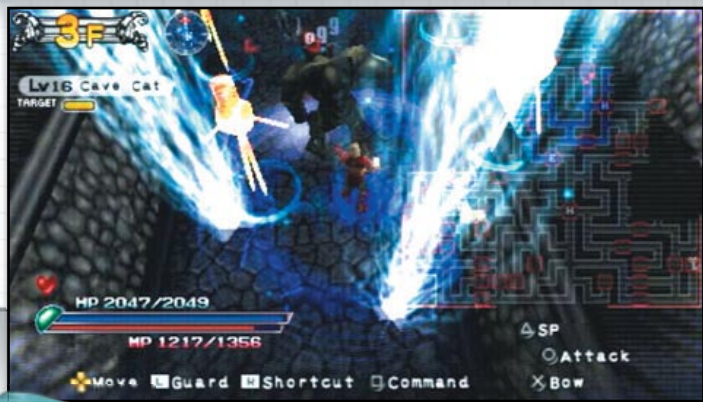 3F
Lv16 Cave Cat
TARGET
HP 2047/2049
MP 1217/1356
△SP
○Attack
Move L Guard R Shortcut □Command ×Bow